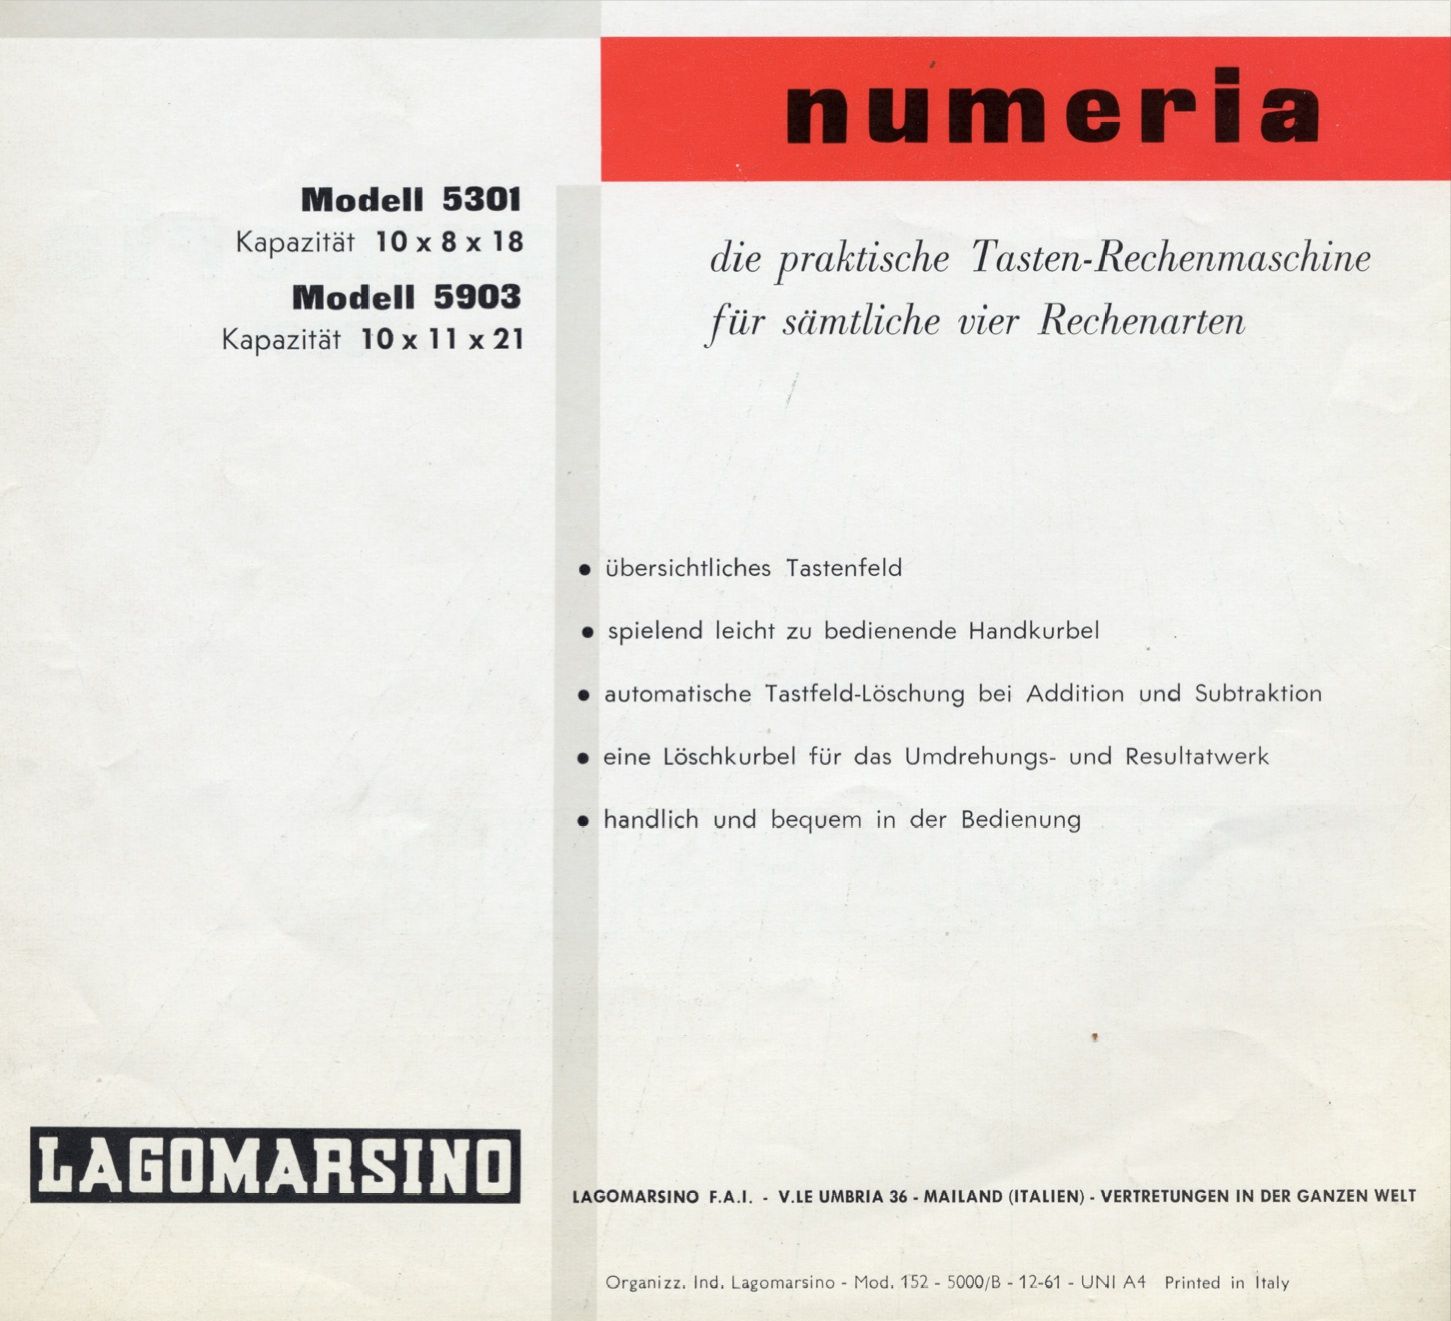 numeria
Modell 5301
Kapazität 10 x 8 x 18
Modell 5903
Kapazität 10 x 11 x 21
die praktische Tasten-Rechenmaschine
für sämtliche vier Rechenarten
● übersichtliches Tastenfeld
● spielend leicht zu bedienende Handkurbel
● automatische Tastfeld-Löschung bei Addition und Subtraktion
● eine Löschkurbel für das Umdrehungs- und Resultatwerk
● handlich und bequem in der Bedienung
LAGOMARSINO
LAGOMARSINO F.A.I. - V.LE UMBRIA 36 - MAILAND (ITALIEN) - VERTRETUNGEN IN DER GANZEN WELT
Organizz. Ind. Lagomarsino - Mod. 152 - 5000/B - 12-61 - UNI A4 Printed in Italy